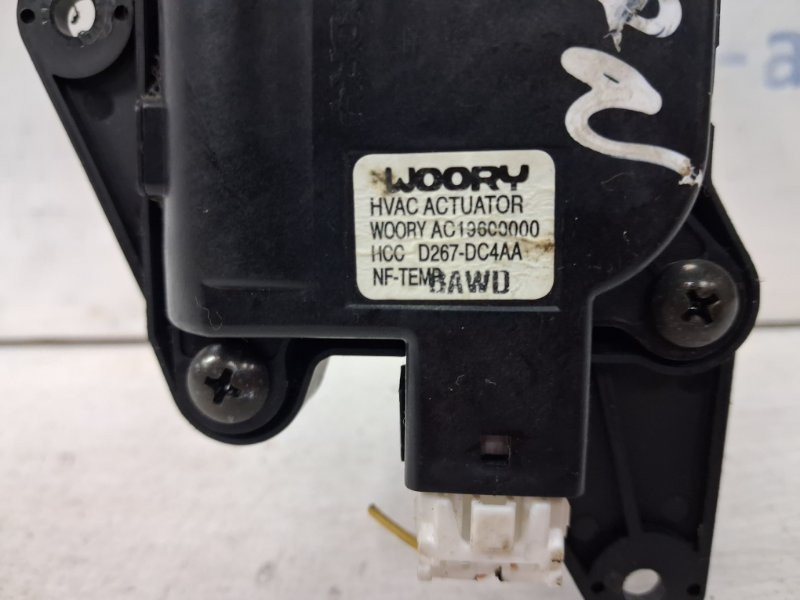 WOORY
HVAC ACTUATOR
WOORY AC19600000
HCC D267-DC4AA
NF-TEMP
BAWD